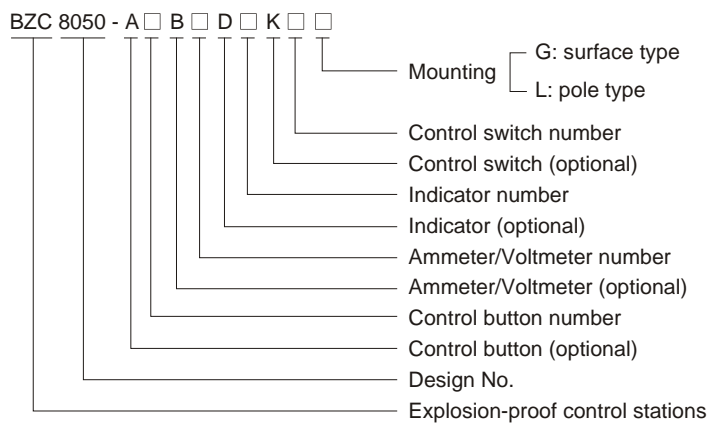 BZC 8050 - A □ B □ D □ K □ □
G: surface type
Mounting
L: pole type
Control switch number
Control switch (optional)
Indicator number
Indicator (optional)
Ammeter/Voltmeter number
Ammeter/Voltmeter (optional)
Control button number
Control button (optional)
Design No.
Explosion-proof control stations